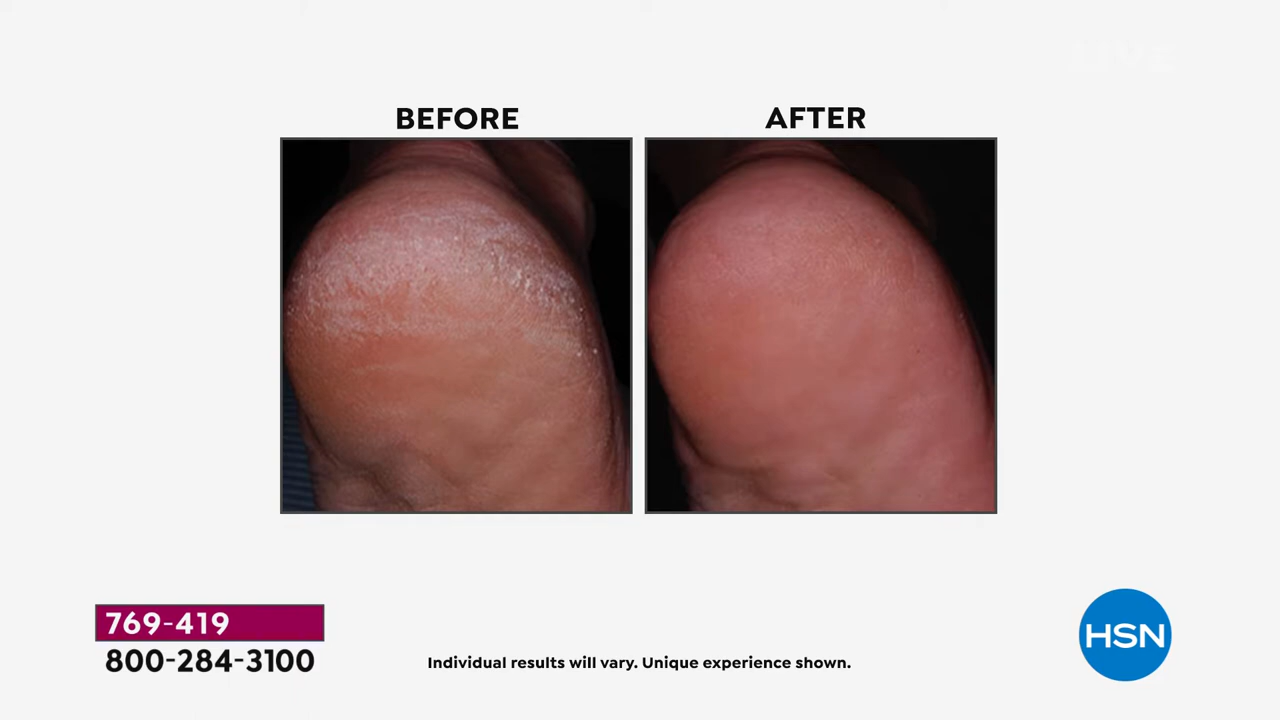 BEFORE
AFTER
769-419
800-284-3100
Individual results will vary. Unique experience shown.
HSN